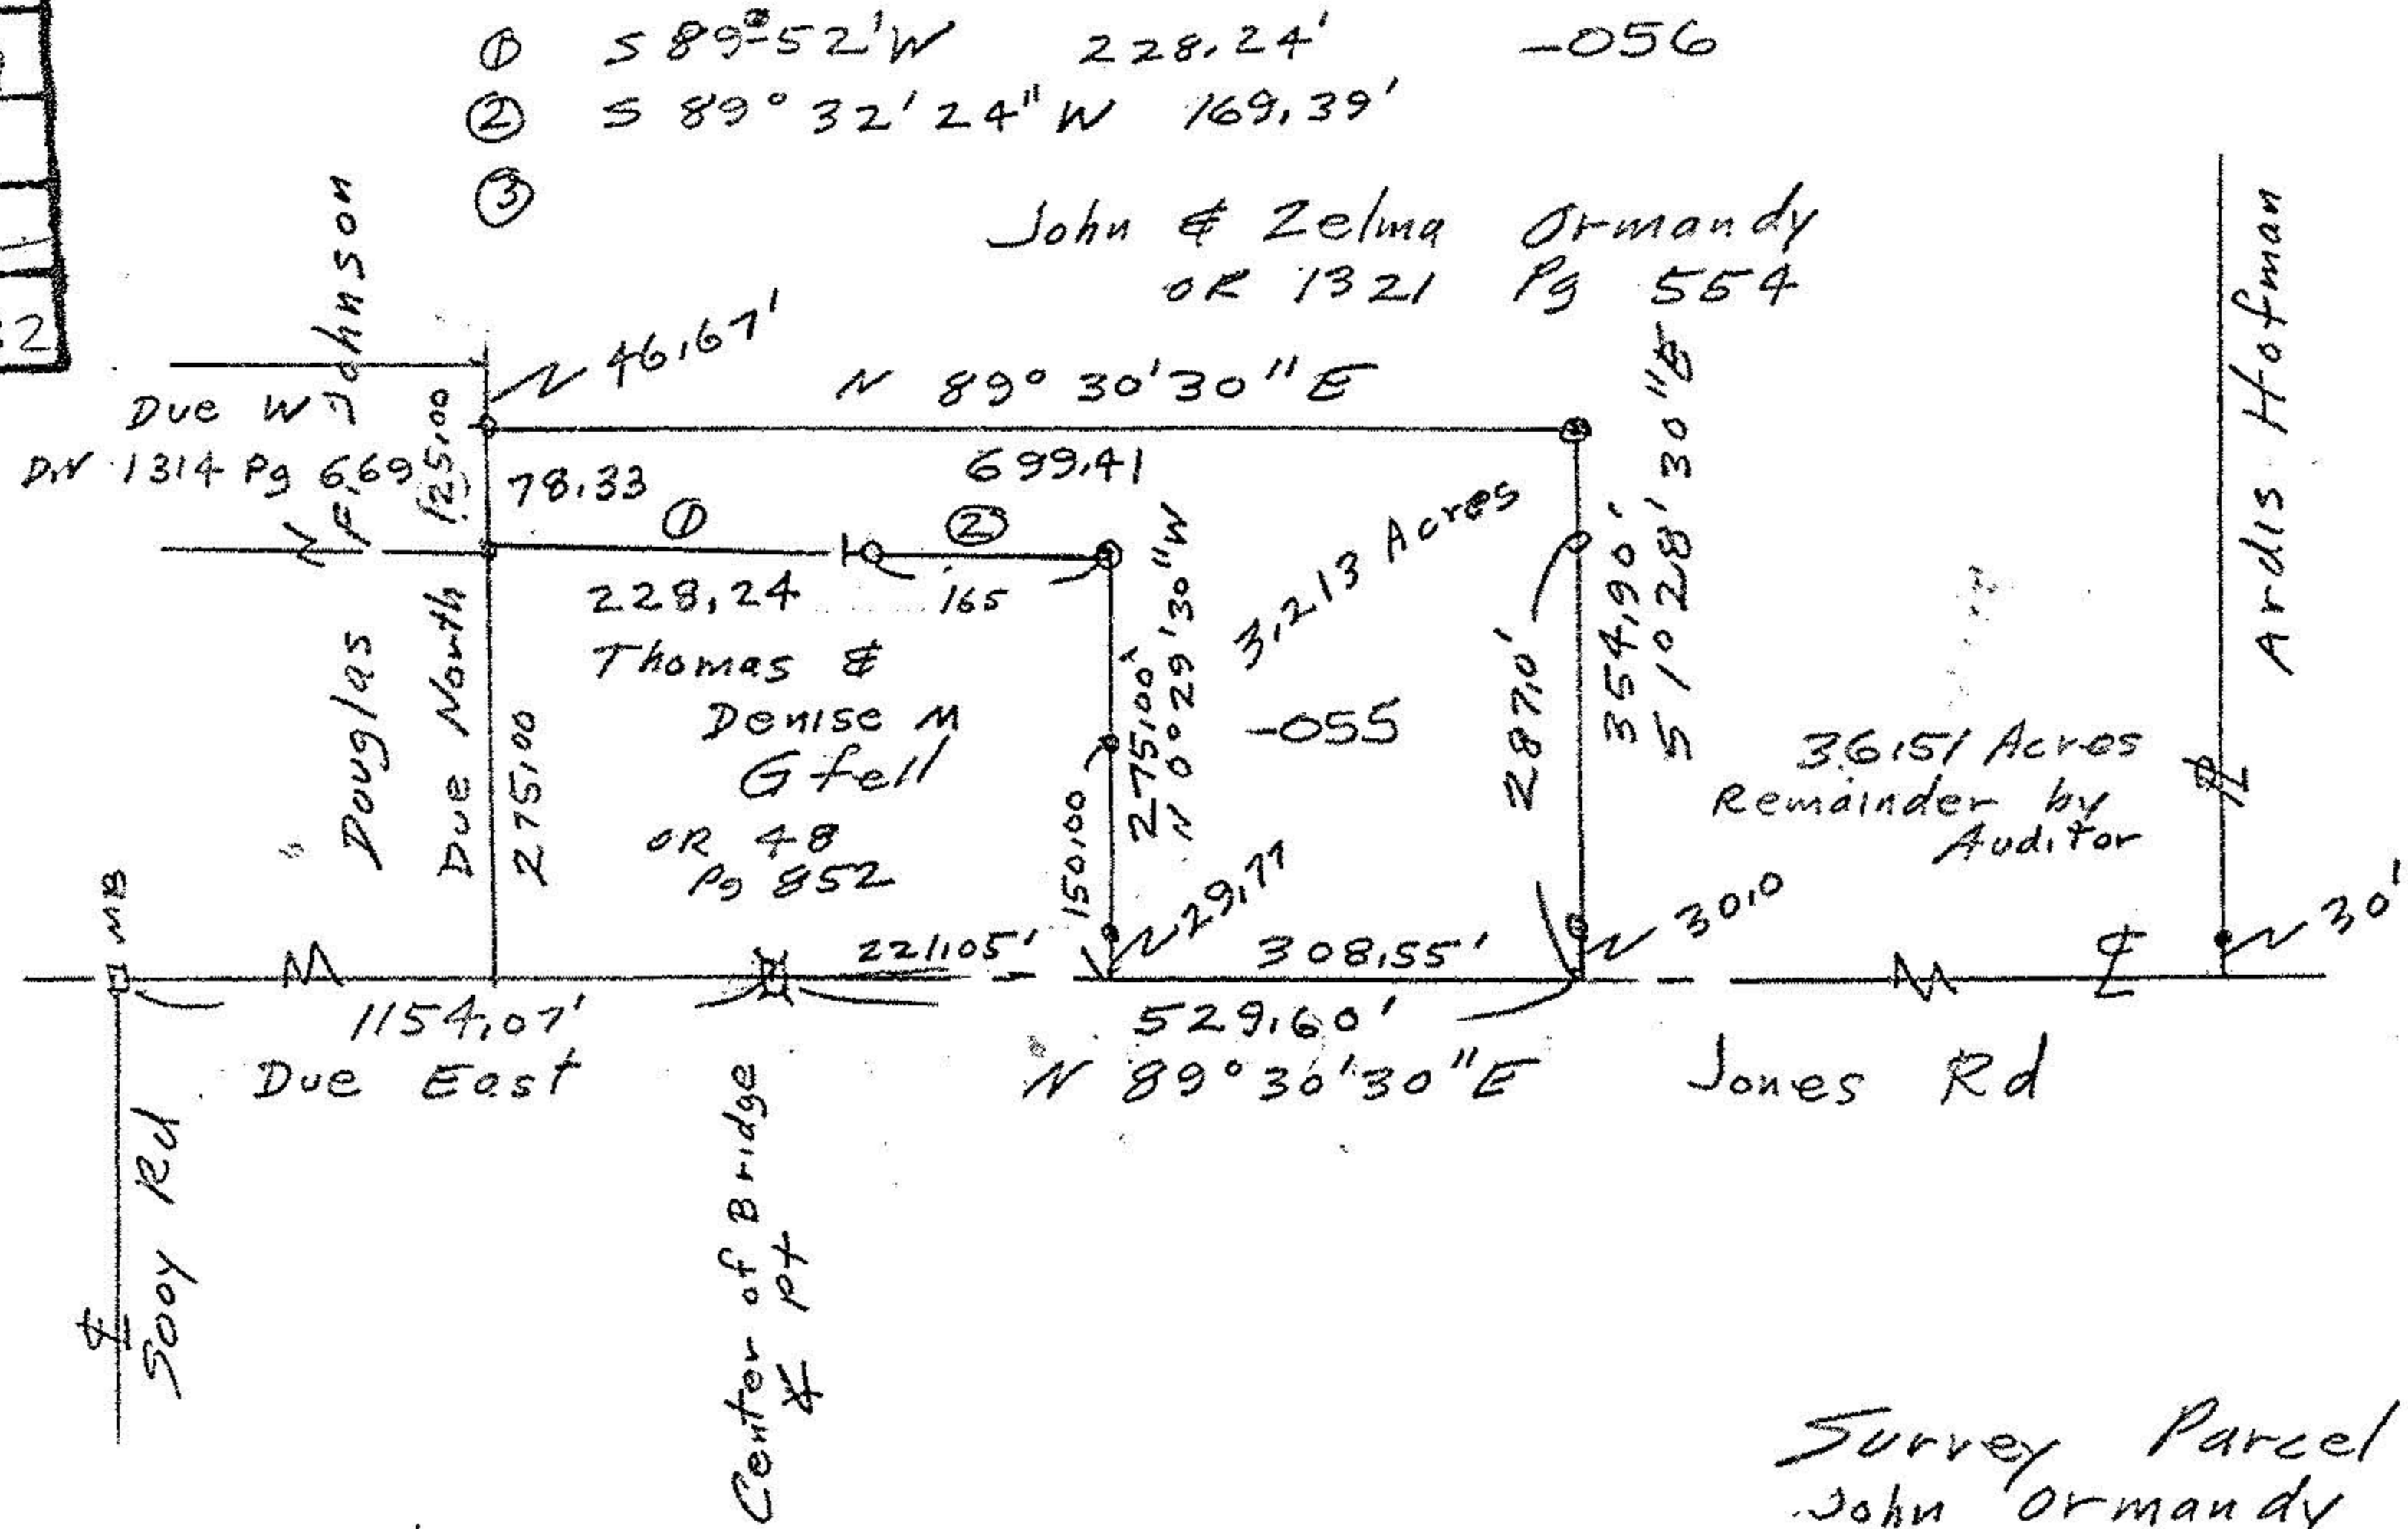 ① S 89°52'W 228.24' -056
② S 89° 32' 24" W 169.39'
③
John & Zelma Ormandy
OR 1321 Pg 554
N 46.67'
N 89° 30' 30" E
Due W
D.V 1314 Pg 669
125.00
78.33
699.41
①
②
228.24
165
Douglas F. Johnson
Due North
275.00
Thomas &
Denise M
Gfell
OR 48
Pg 852
150.00
275.00'
N 0° 29' 30" W
3.213 Acres
-055
287.0'
354.90'
S 1° 28' 30" E
36.51 Acres
Remainder by
Auditor
Ardis Hofman
MB
221.05'
N 29.77
308.55'
N 30.0
N 30'
1154.07'
Due East
529.60'
N 89° 30' 30" E
Jones Rd
Sooy Rd
Center of Bridge
& Pt
Survey Parcel
John Ormandy
2